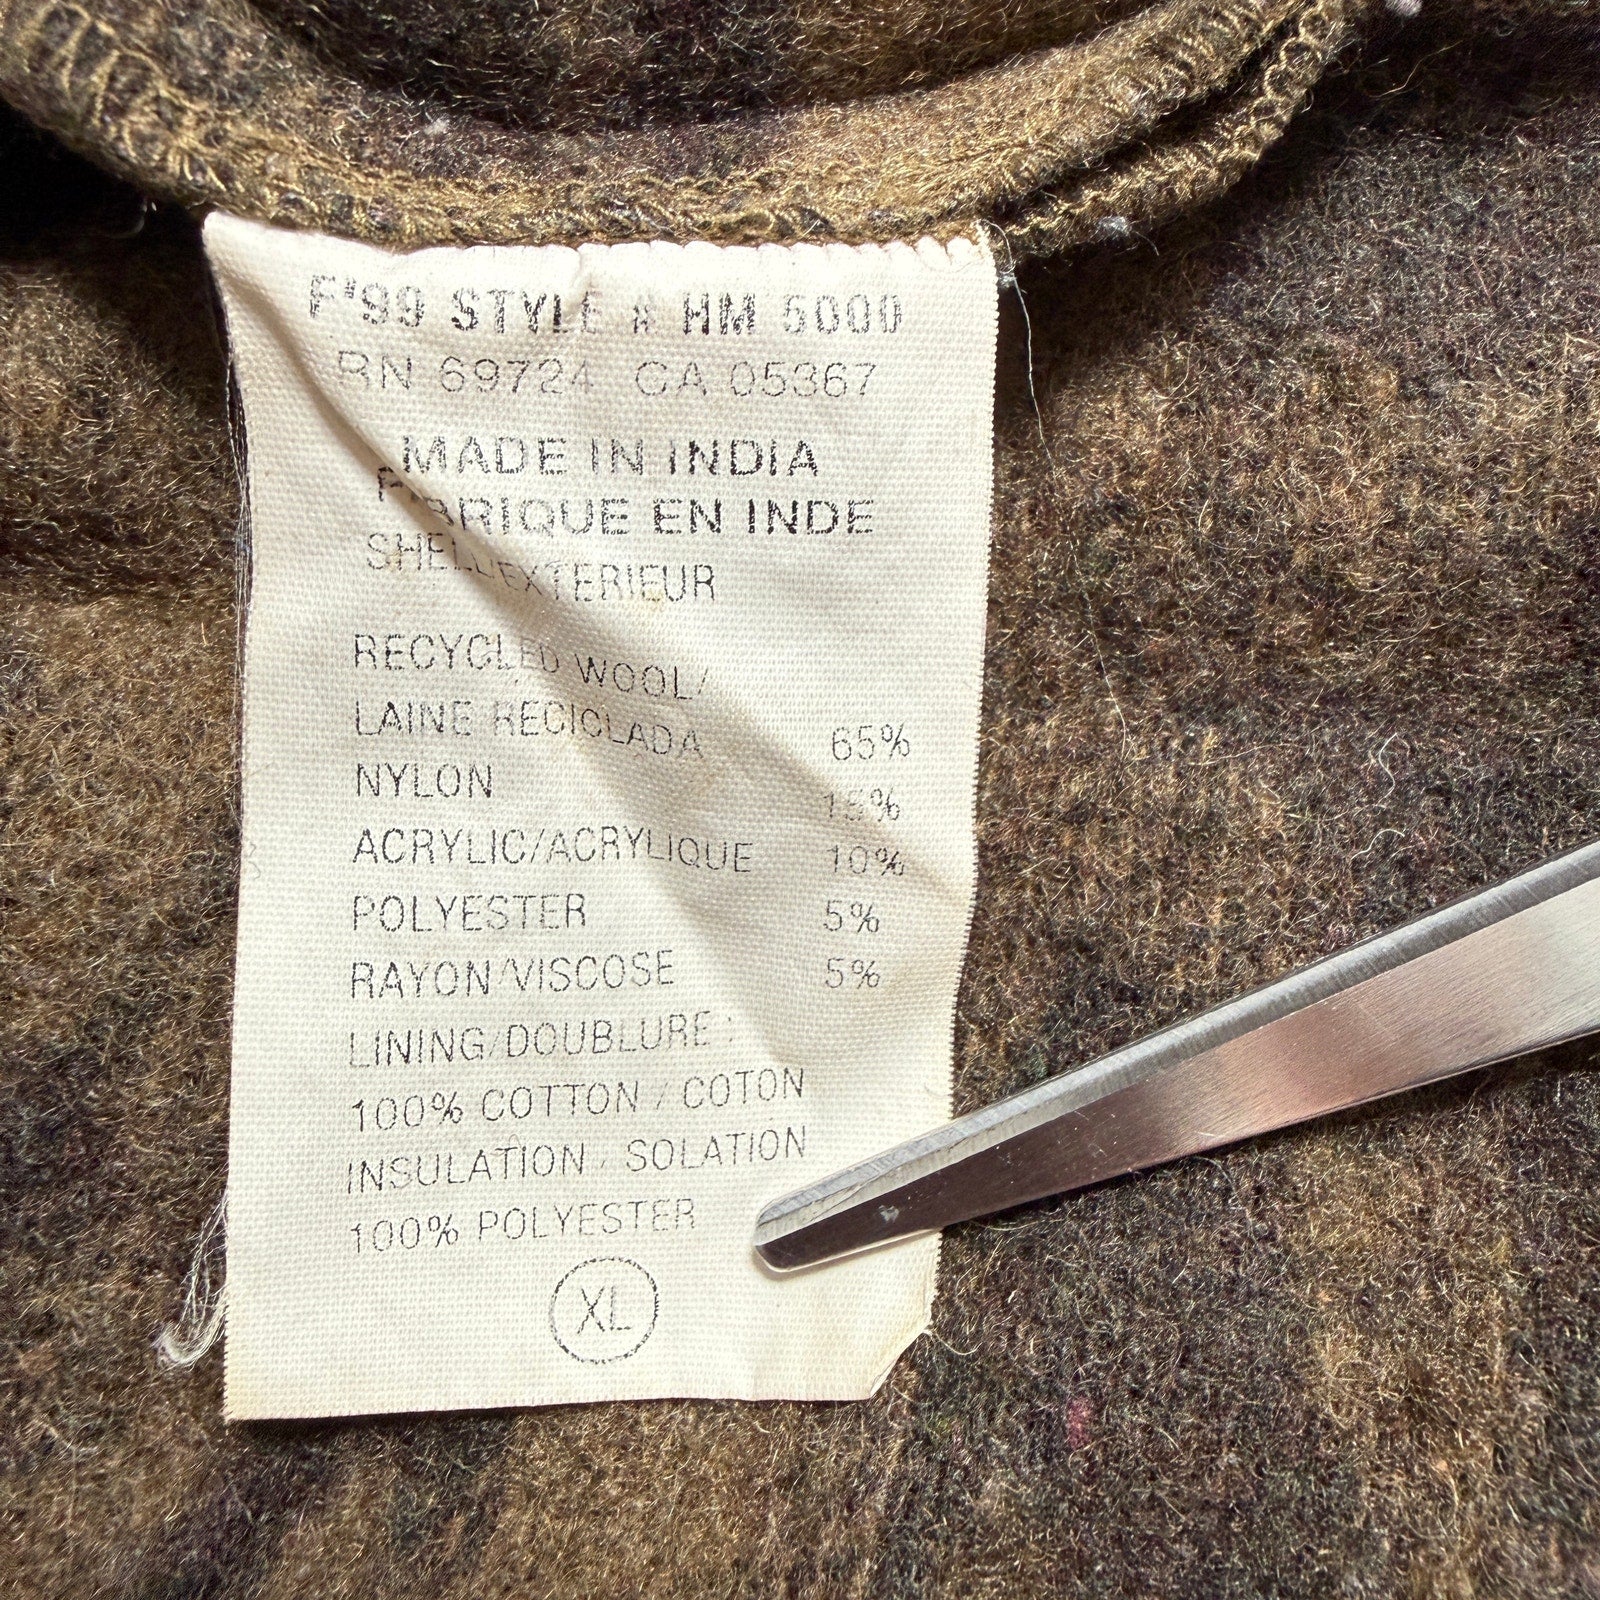 F'99 STYLE # HM 5000
RN 69724 CA 05367
MADE IN INDIA
FABRIQUE EN INDE
SHELL/EXTERIEUR
RECYCLED WOOL/
LAINE RECICLADA 65%
NYLON 15%
ACRYLIC/ACRYLIQUE 10%
POLYESTER 5%
RAYON/VISCOSE 5%
LINING/DOUBLURE :
100% COTTON / COTON
INSULATION / SOLATION
100% POLYESTER
XL